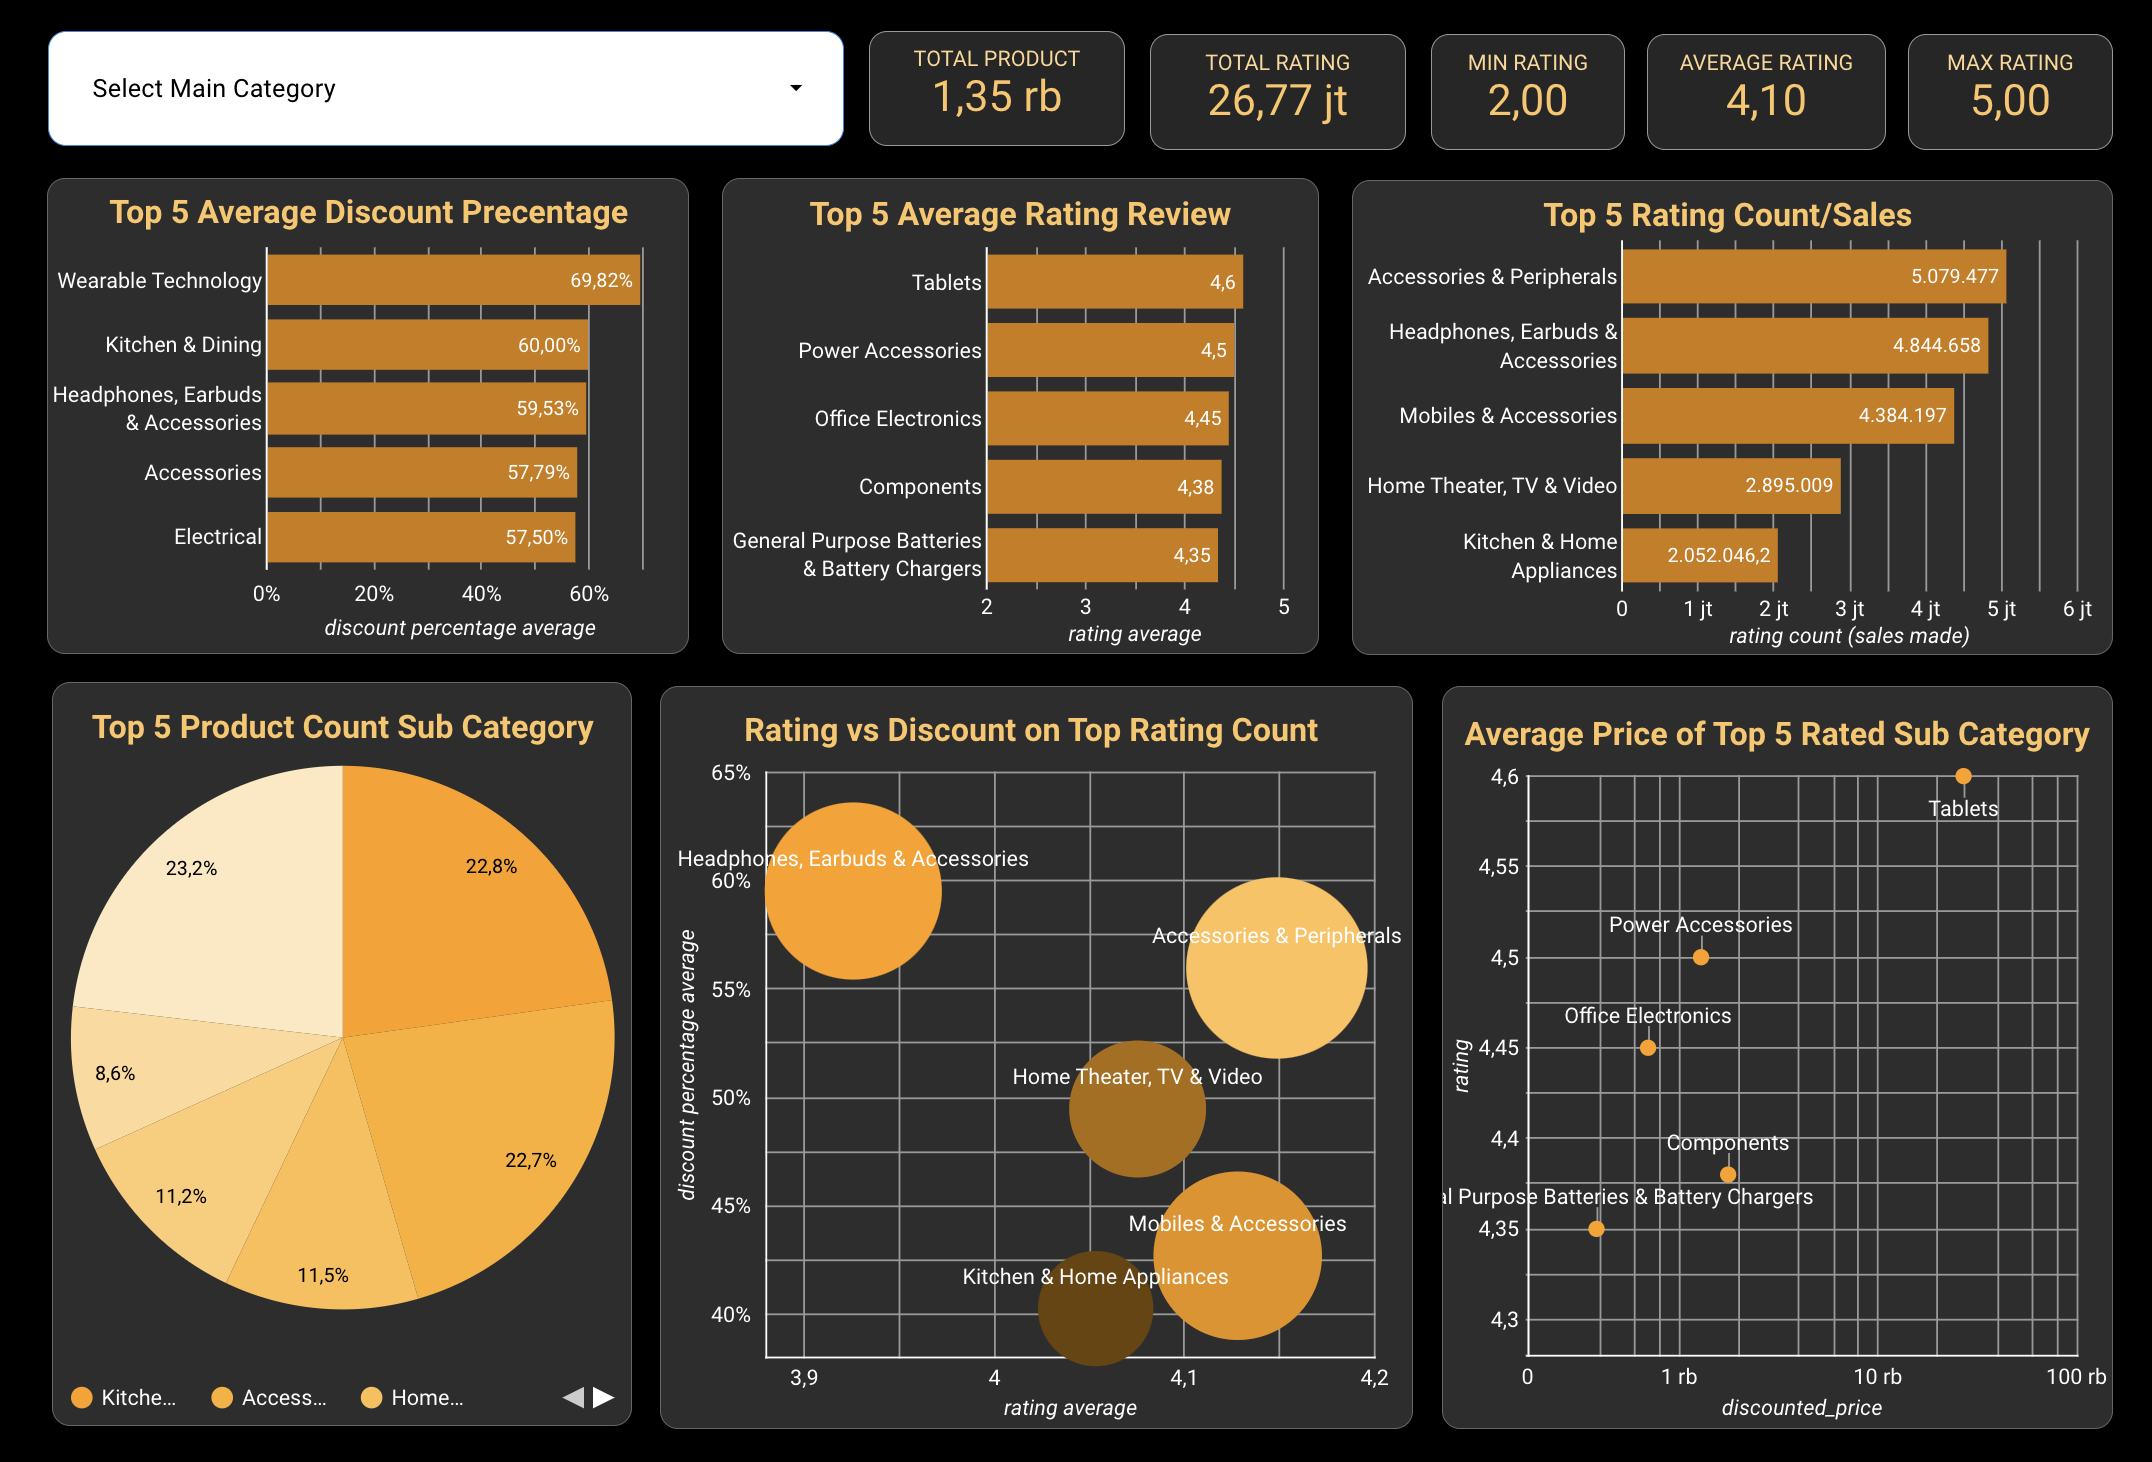 Select Main Category
TOTAL PRODUCT
1,35 rb
TOTAL RATING
26,77 jt
MIN RATING
2,00
AVERAGE RATING
4,10
MAX RATING
5,00
Top 5 Average Discount Precentage
Wearable Technology
69,82%
Kitchen & Dining
60,00%
Headphones, Earbuds
& Accessories
59,53%
Accessories
57,79%
Electrical
57,50%
0% 20% 40% 60%
discount percentage average
Top 5 Average Rating Review
Tablets
4,6
Power Accessories
4,5
Office Electronics
4,45
Components
4,38
General Purpose Batteries
& Battery Chargers
4,35
2 3 4 5
rating average
Top 5 Rating Count/Sales
Accessories & Peripherals
5.079.477
Headphones, Earbuds &
Accessories
4.844.658
Mobiles & Accessories
4.384.197
Home Theater, TV & Video
2.895.009
Kitchen & Home
Appliances
2.052.046,2
0 1 jt 2 jt 3 jt 4 jt 5 jt 6 jt
rating count (sales made)
Top 5 Product Count Sub Category
23,2%
22,8%
8,6%
22,7%
11,2%
11,5%
Kitche... Access... Home...
Rating vs Discount on Top Rating Count
65%
Headphones, Earbuds & Accessories
60%
Accessories & Peripherals
55%
Home Theater, TV & Video
50%
45%
Mobiles & Accessories
Kitchen & Home Appliances
40%
discount percentage average
3,9 4 4,1 4,2
rating average
Average Price of Top 5 Rated Sub Category
4,6
Tablets
4,55
Power Accessories
4,5
Office Electronics
4,45
rating
4,4
Components
al Purpose Batteries & Battery Chargers
4,35
4,3
0 1 rb 10 rb 100 rb
discounted_price